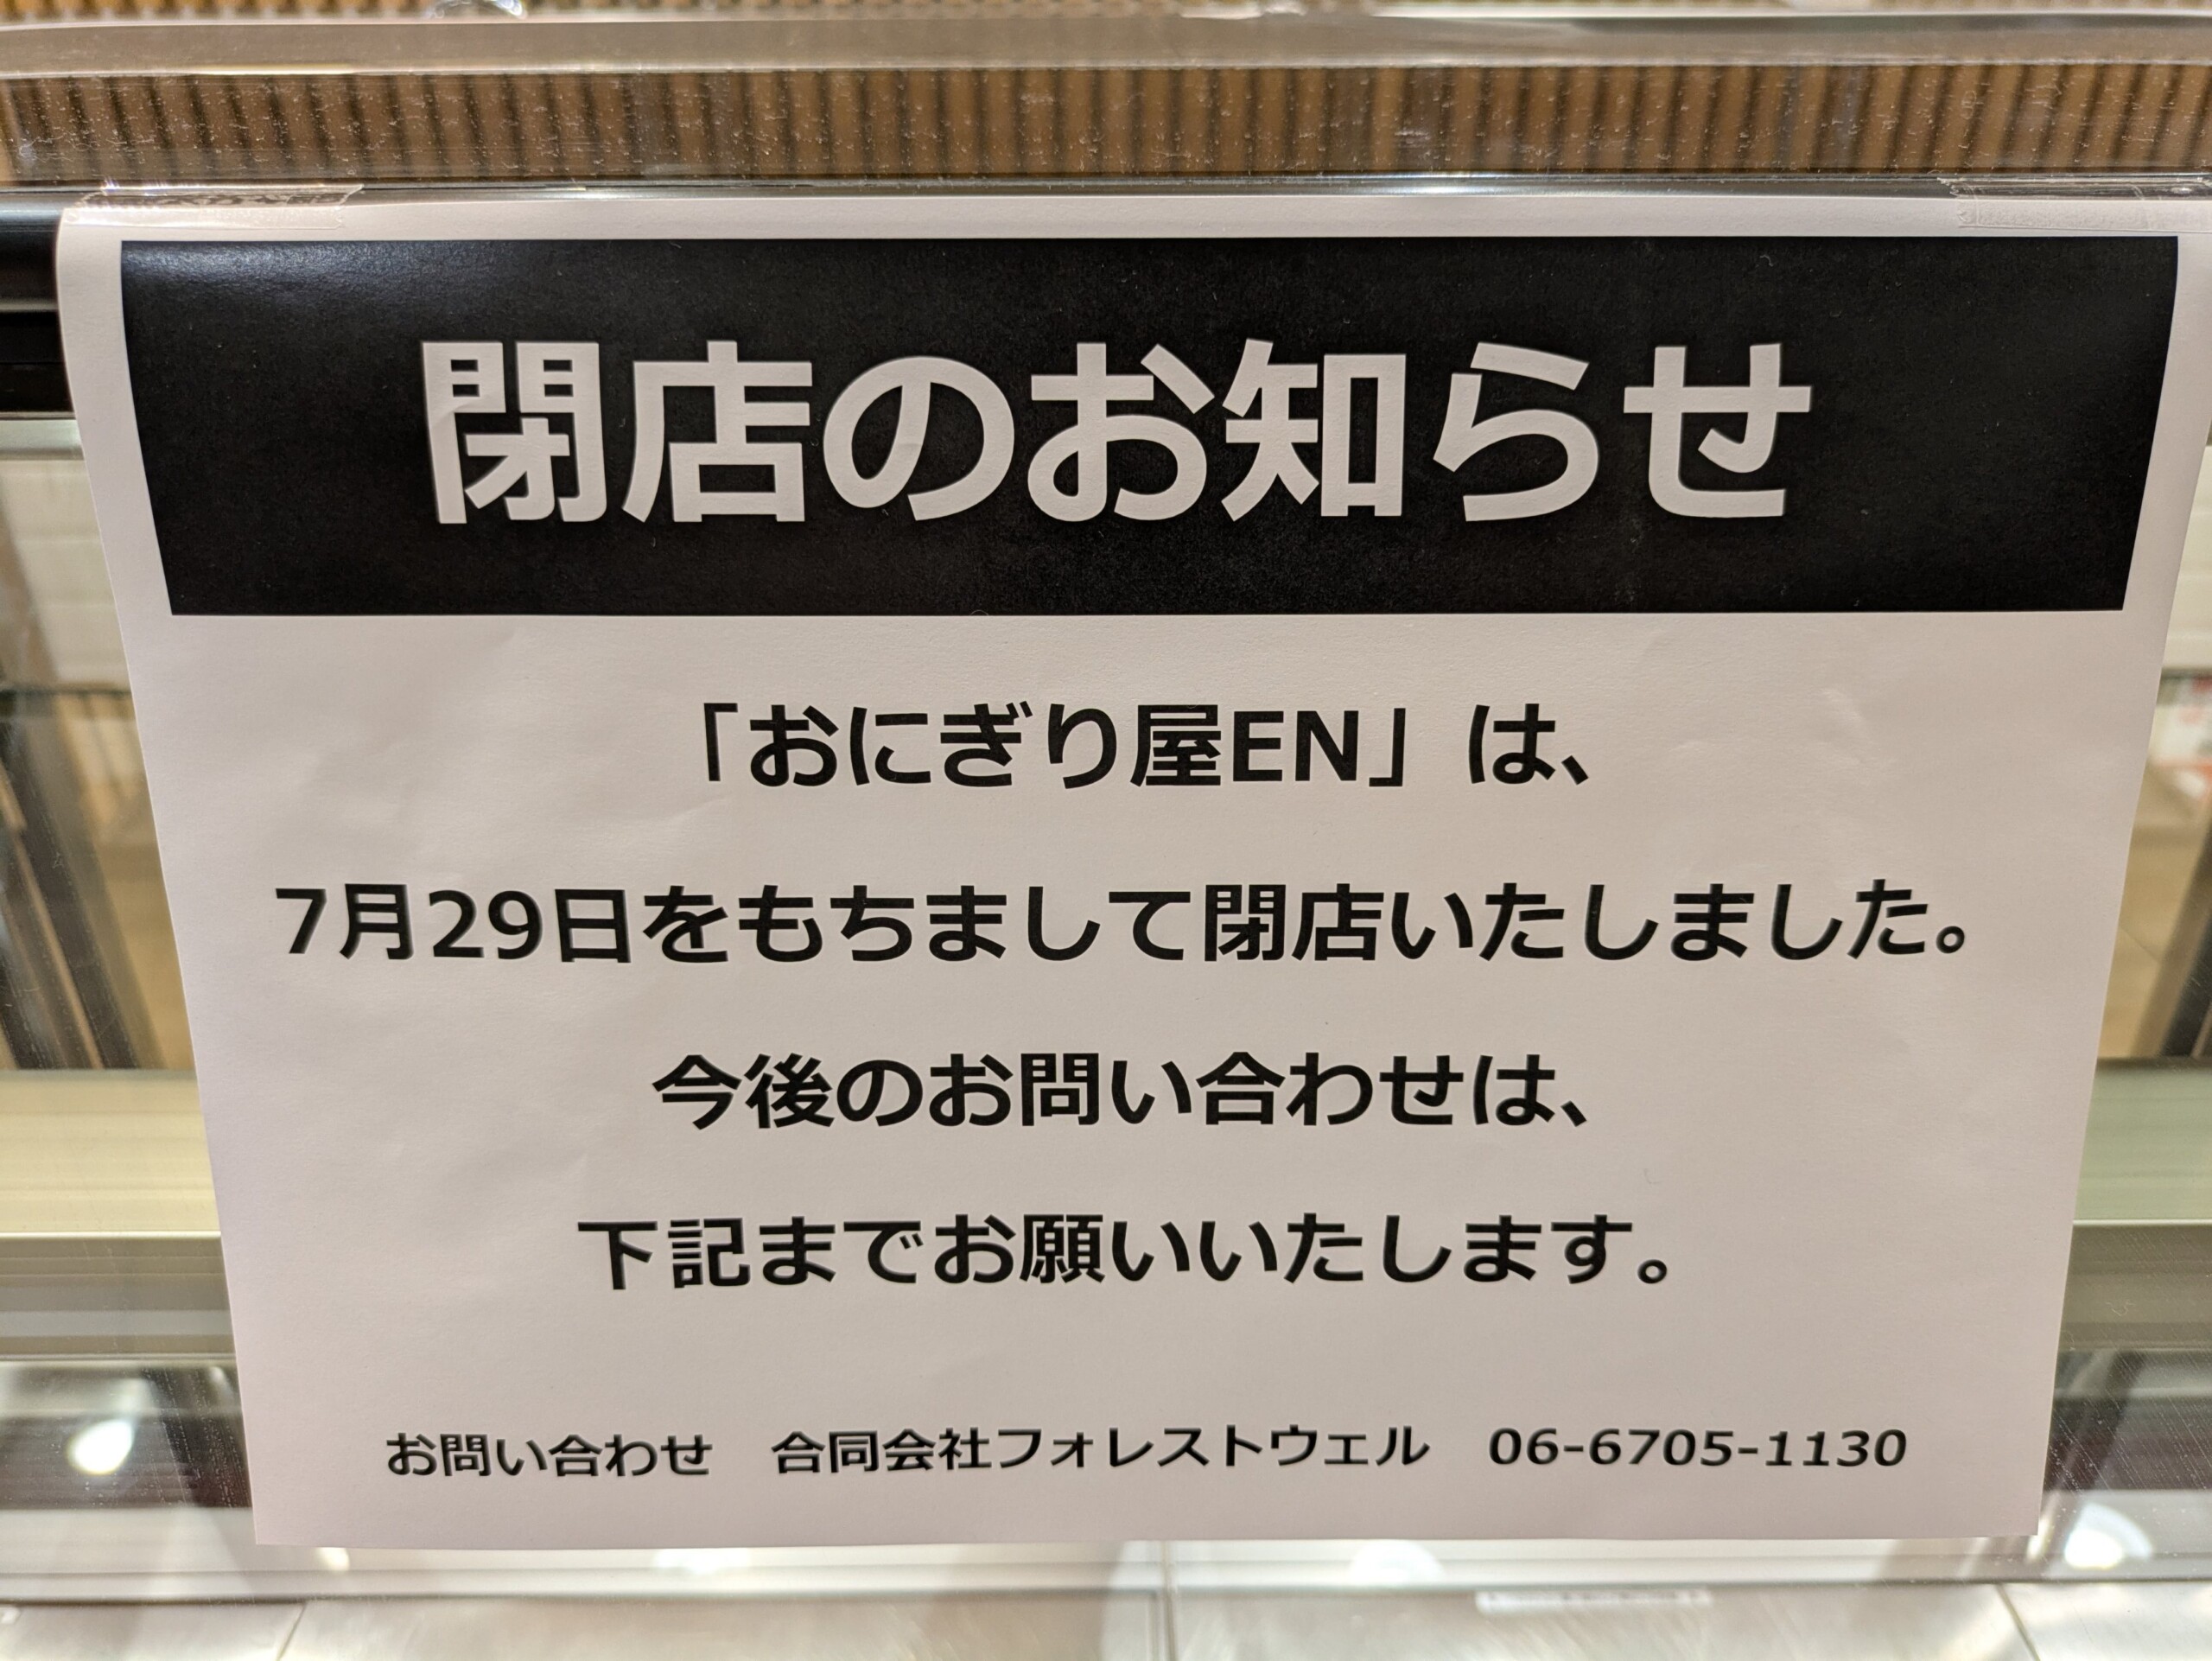 閉店のお知らせ
「おにぎり屋EN」は、
7月29日をもちまして閉店いたしました。
今後のお問い合わせは、
下記までお願いいたします。
お問い合わせ　合同会社フォレストウェル　06-6705-1130